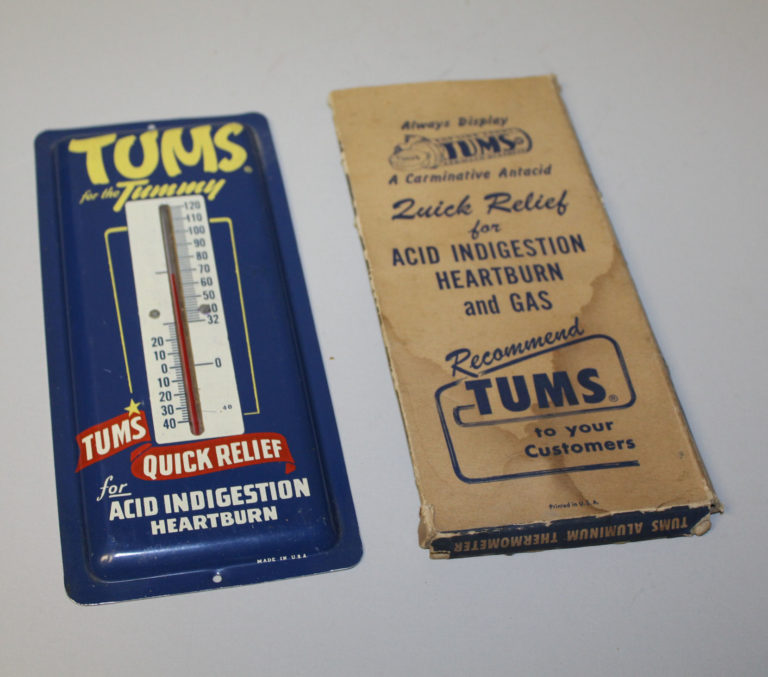 TUMS®
for the Tummy
120
110
100
90
80
70
60
50
40
32
20
10
0
0
10
20
30
40
40
TUMS
QUICK RELIEF
for
ACID INDIGESTION
HEARTBURN
MADE IN U.S.A.
Always Display
TUMS
A Carminative Antacid
Quick Relief
for
ACID INDIGESTION
HEARTBURN
and GAS
Recommend
TUMS®
to your
Customers
Printed in U.S.A.
TUMS ALUMINUM THERMOMETER